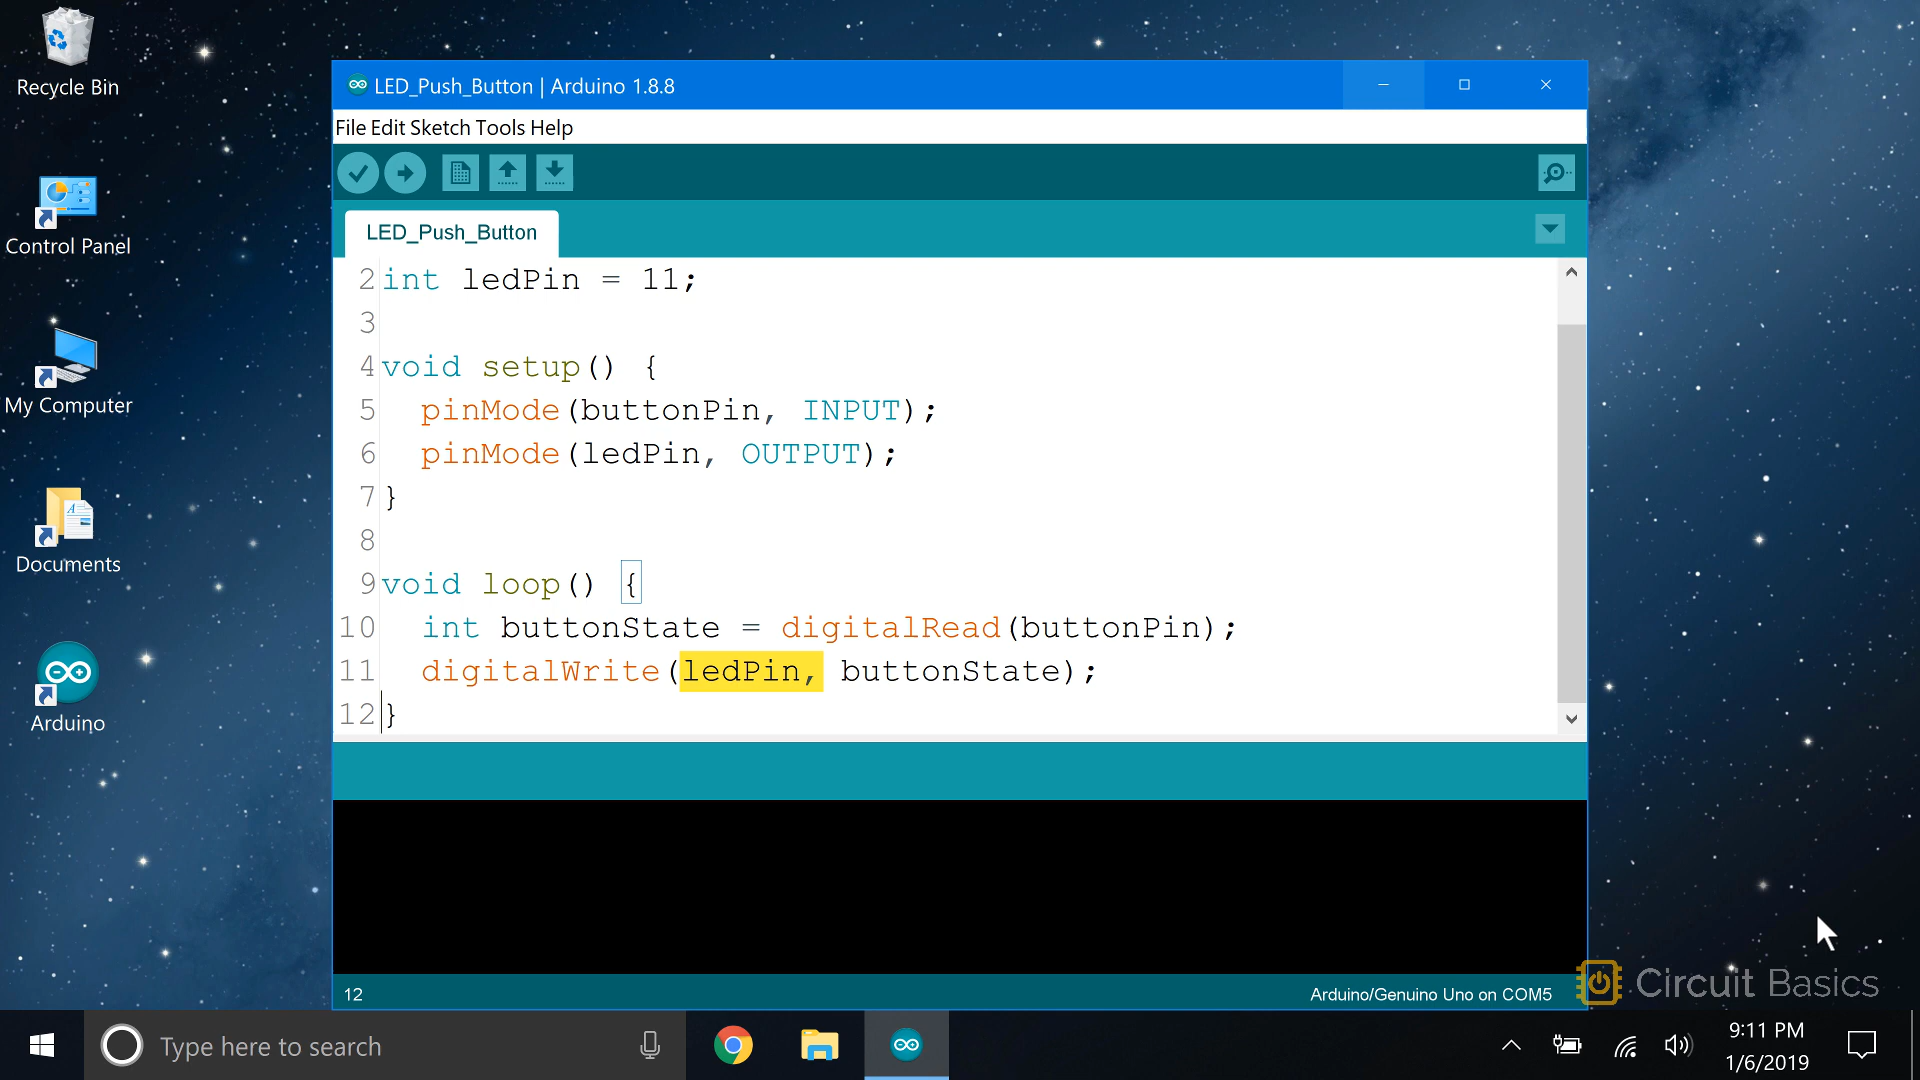 Recycle Bin
Control Panel
My Computer
Documents
Arduino
LED_Push_Button | Arduino 1.8.8
File Edit Sketch Tools Help
LED_Push_Button
2 int ledPin = 11;
3
4 void setup() {
5   pinMode(buttonPin, INPUT);
6   pinMode(ledPin, OUTPUT);
7 }
8
9 void loop() {
10   int buttonState = digitalRead(buttonPin);
11   digitalWrite(ledPin, buttonState);
12 }
12
Arduino/Genuino Uno on COM5
Circuit Basics
Type here to search
9:11 PM
1/6/2019